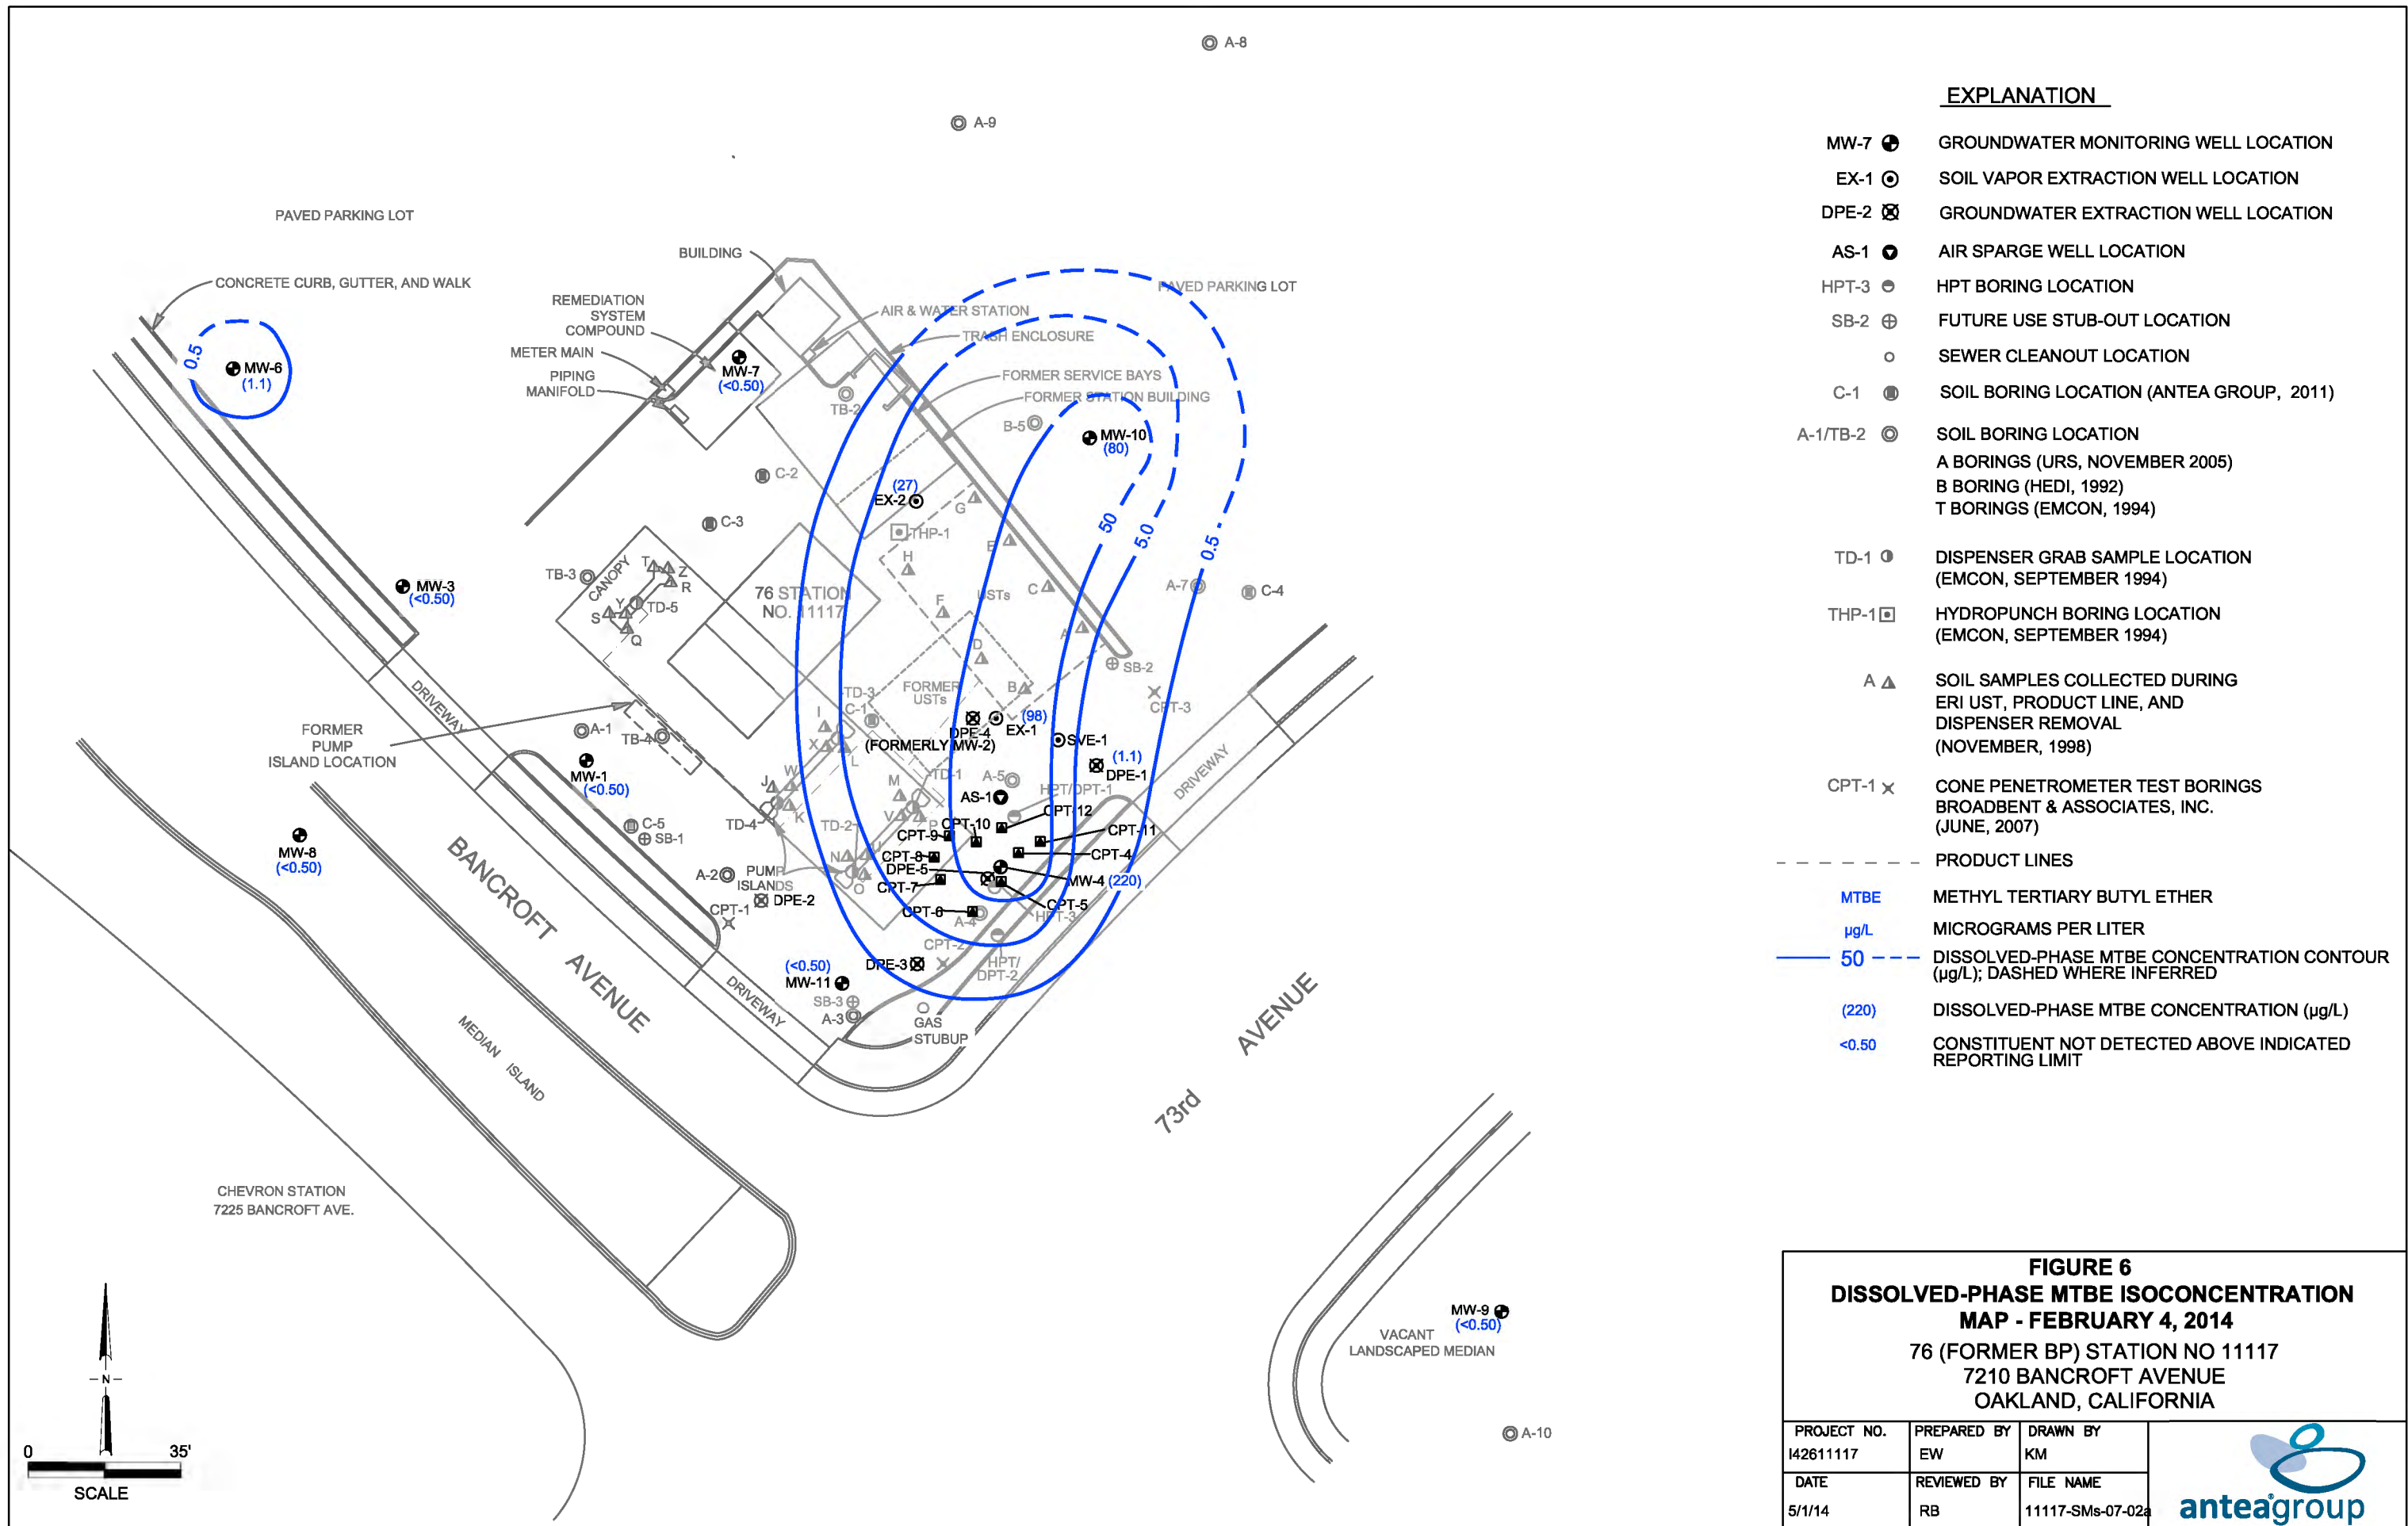 A-8
A-9
PAVED PARKING LOT
CONCRETE CURB, GUTTER, AND WALK
BUILDING
REMEDIATION
SYSTEM
COMPOUND
METER MAIN
PIPING
MANIFOLD
AIR & WATER STATION
TRASH ENCLOSURE
PAVED PARKING LOT
FORMER SERVICE BAYS
FORMER STATION BUILDING
0.5
MW-6
(1.1)
MW-7
(<0.50)
TB-2
B-5
MW-10
(80)
C-2
(27)
EX-2
G
C-3
THP-1
E
50
5.0
0.5
H
TB-3
CANOPY
T
Z
R
Y
TD-5
S
Q
76 STATION
NO. 11117
F
USTs
C
A-7
C-4
MW-3
(<0.50)
A
D
SB-2
DRIVEWAY
TD-3
FORMER
USTs
B
CPT-3
C-1
I
X
L
DPE-4
EX-1
(98)
(FORMERLY MW-2)
SVE-1
FORMER
PUMP
ISLAND LOCATION
A-1
TB-4
MW-1
(<0.50)
(1.1)
DPE-1
DRIVEWAY
J
W
K
M
TD-1
A-5
HPT/DPT-1
AS-1
CPT-12
TD-4
TD-2
V
P
CPT-10
CPT-9
CPT-11
C-5
SB-1
MW-8
(<0.50)
N
U
CPT-8
CPT-4
DPE-5
A-2
PUMP
ISLANDS
O
CPT-7
MW-4 (220)
CPT-1
DPE-2
CPT-6
CPT-5
A-4
HPT-3
CPT-2
BANCROFT AVENUE
DPE-3
HPT/
DPT-2
(<0.50)
MW-11
DRIVEWAY
SB-3
A-3
GAS
STUBUP
MEDIAN ISLAND
73rd AVENUE
CHEVRON STATION
7225 BANCROFT AVE.
MW-9
(<0.50)
VACANT
LANDSCAPED MEDIAN
A-10
N
0 35'
SCALE
EXPLANATION
MW-7 GROUNDWATER MONITORING WELL LOCATION
EX-1 SOIL VAPOR EXTRACTION WELL LOCATION
DPE-2 GROUNDWATER EXTRACTION WELL LOCATION
AS-1 AIR SPARGE WELL LOCATION
HPT-3 HPT BORING LOCATION
SB-2 FUTURE USE STUB-OUT LOCATION
SEWER CLEANOUT LOCATION
C-1 SOIL BORING LOCATION (ANTEA GROUP, 2011)
A-1/TB-2 SOIL BORING LOCATION
A BORINGS (URS, NOVEMBER 2005)
B BORING (HEDI, 1992)
T BORINGS (EMCON, 1994)
TD-1 DISPENSER GRAB SAMPLE LOCATION
(EMCON, SEPTEMBER 1994)
THP-1 HYDROPUNCH BORING LOCATION
(EMCON, SEPTEMBER 1994)
A SOIL SAMPLES COLLECTED DURING
ERI UST, PRODUCT LINE, AND
DISPENSER REMOVAL
(NOVEMBER, 1998)
CPT-1 CONE PENETROMETER TEST BORINGS
BROADBENT & ASSOCIATES, INC.
(JUNE, 2007)
PRODUCT LINES
MTBE METHYL TERTIARY BUTYL ETHER
µg/L MICROGRAMS PER LITER
50 DISSOLVED-PHASE MTBE CONCENTRATION CONTOUR
(µg/L); DASHED WHERE INFERRED
(220) DISSOLVED-PHASE MTBE CONCENTRATION (µg/L)
<0.50 CONSTITUENT NOT DETECTED ABOVE INDICATED
REPORTING LIMIT
FIGURE 6
DISSOLVED-PHASE MTBE ISOCONCENTRATION
MAP - FEBRUARY 4, 2014
76 (FORMER BP) STATION NO 11117
7210 BANCROFT AVENUE
OAKLAND, CALIFORNIA
PROJECT NO. PREPARED BY DRAWN BY
I42611117 EW KM
DATE REVIEWED BY FILE NAME
5/1/14 RB 11117-SMs-07-02a
anteagroup